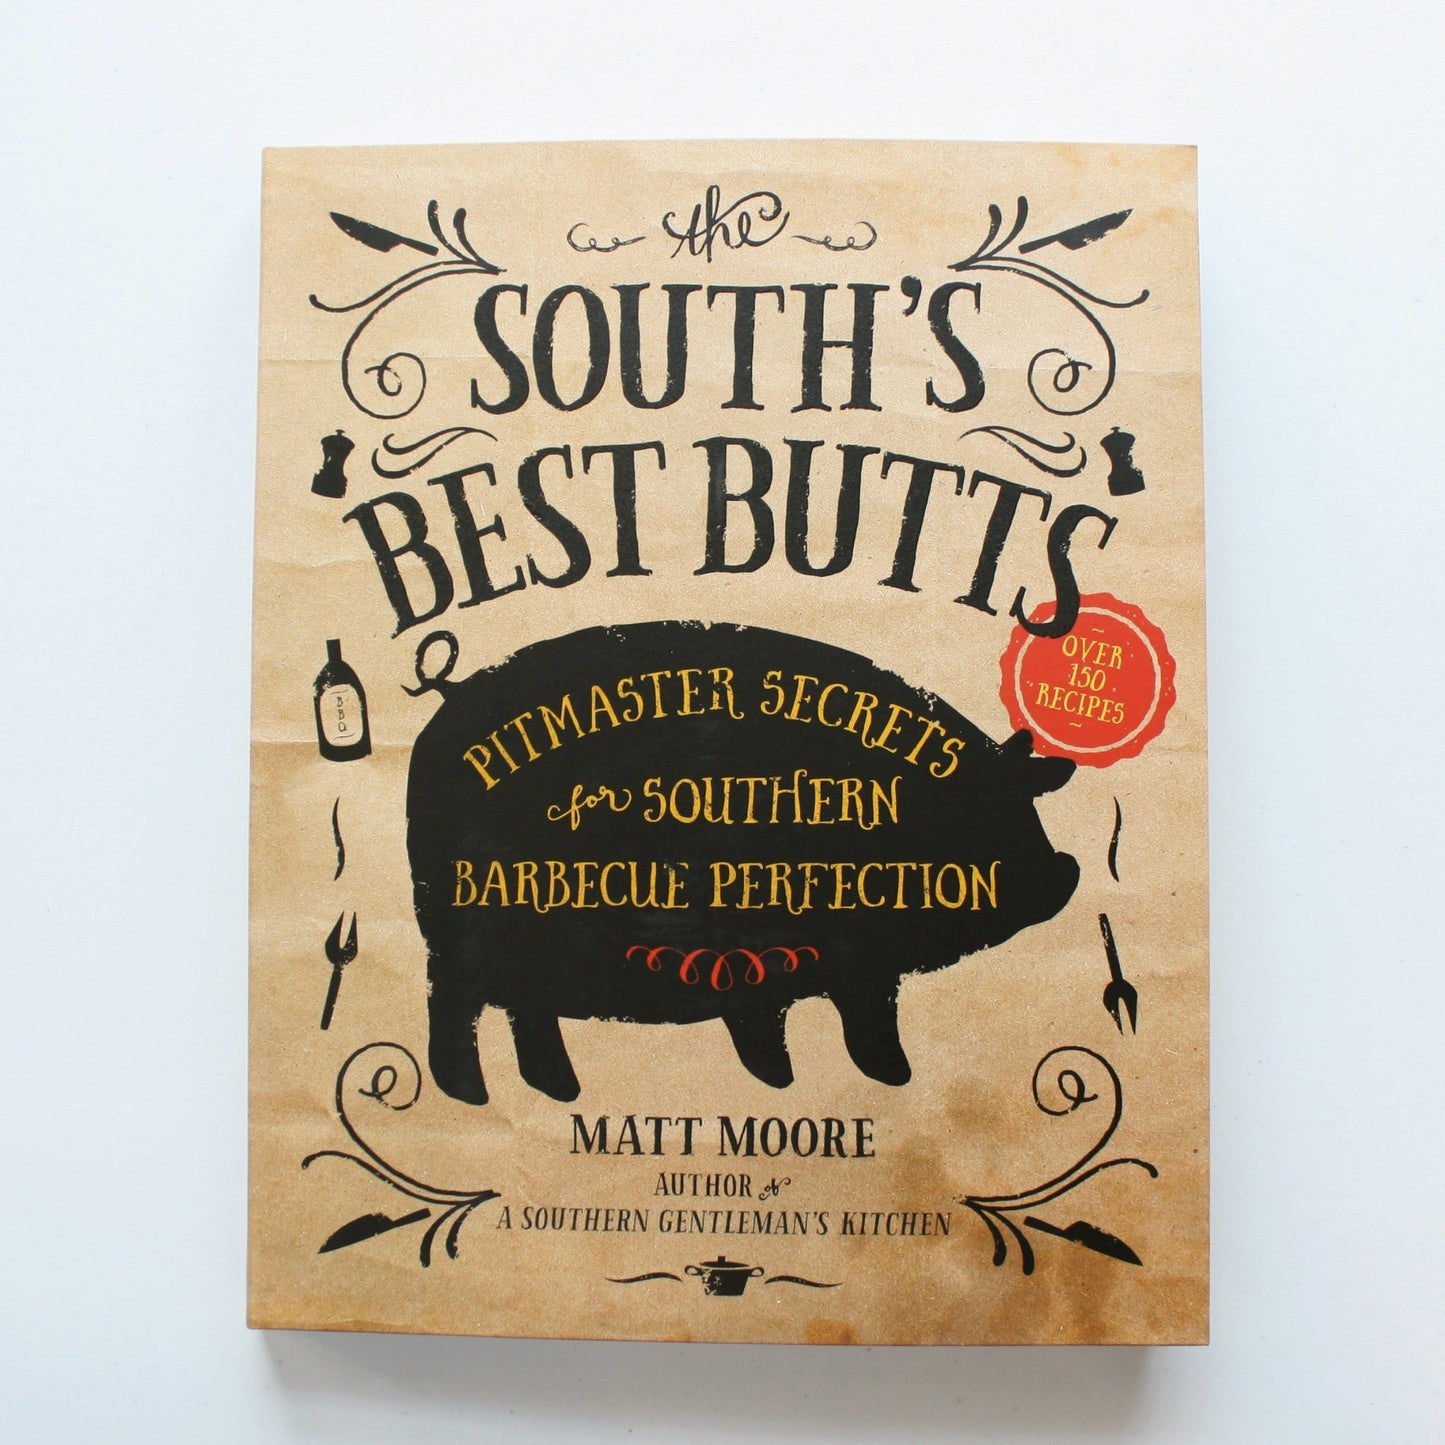 the
SOUTH'S
BEST BUTTS
OVER
150
RECIPES
BBQ
PITMASTER SECRETS
for SOUTHERN
BARBECUE PERFECTION
MATT MOORE
AUTHOR of
A SOUTHERN GENTLEMAN'S KITCHEN